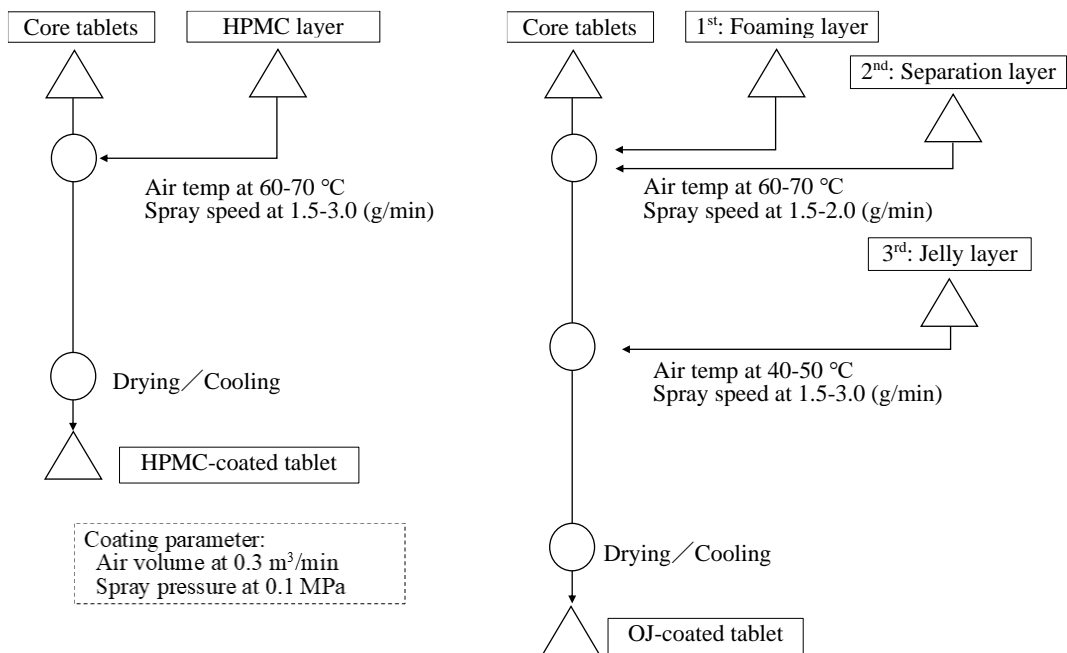 Core tablets
HPMC layer
Air temp at 60-70 ℃
Spray speed at 1.5-3.0 (g/min)
Drying／Cooling
HPMC-coated tablet
Coating parameter:
Air volume at 0.3 m³/min
Spray pressure at 0.1 MPa
Core tablets
1ˢᵗ: Foaming layer
2ⁿᵈ: Separation layer
Air temp at 60-70 ℃
Spray speed at 1.5-2.0 (g/min)
3ʳᵈ: Jelly layer
Air temp at 40-50 ℃
Spray speed at 1.5-3.0 (g/min)
Drying／Cooling
OJ-coated tablet